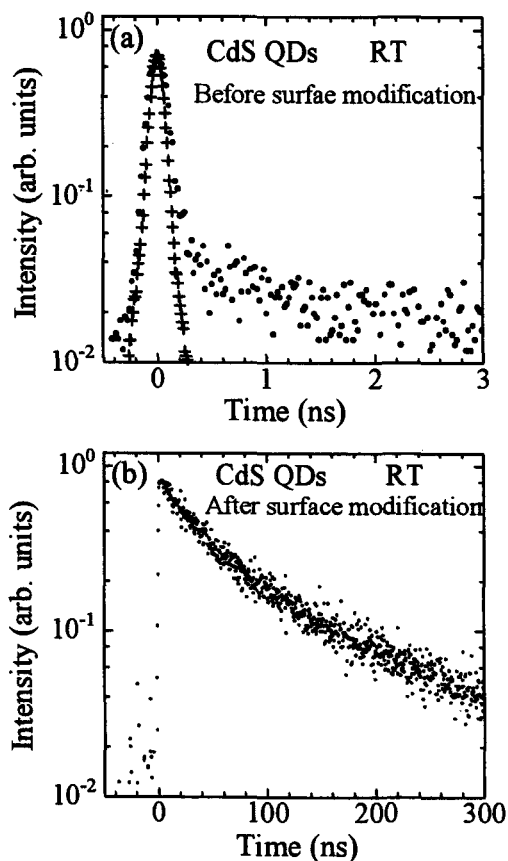 (a) CdS QDs RT
Before surfae modification
Intensity (arb. units)
10^0
10^-1
10^-2
0 1 2 3
Time (ns)
(b) CdS QDs RT
After surface modification
Intensity (arb. units)
10^0
10^-1
10^-2
0 100 200 300
Time (ns)